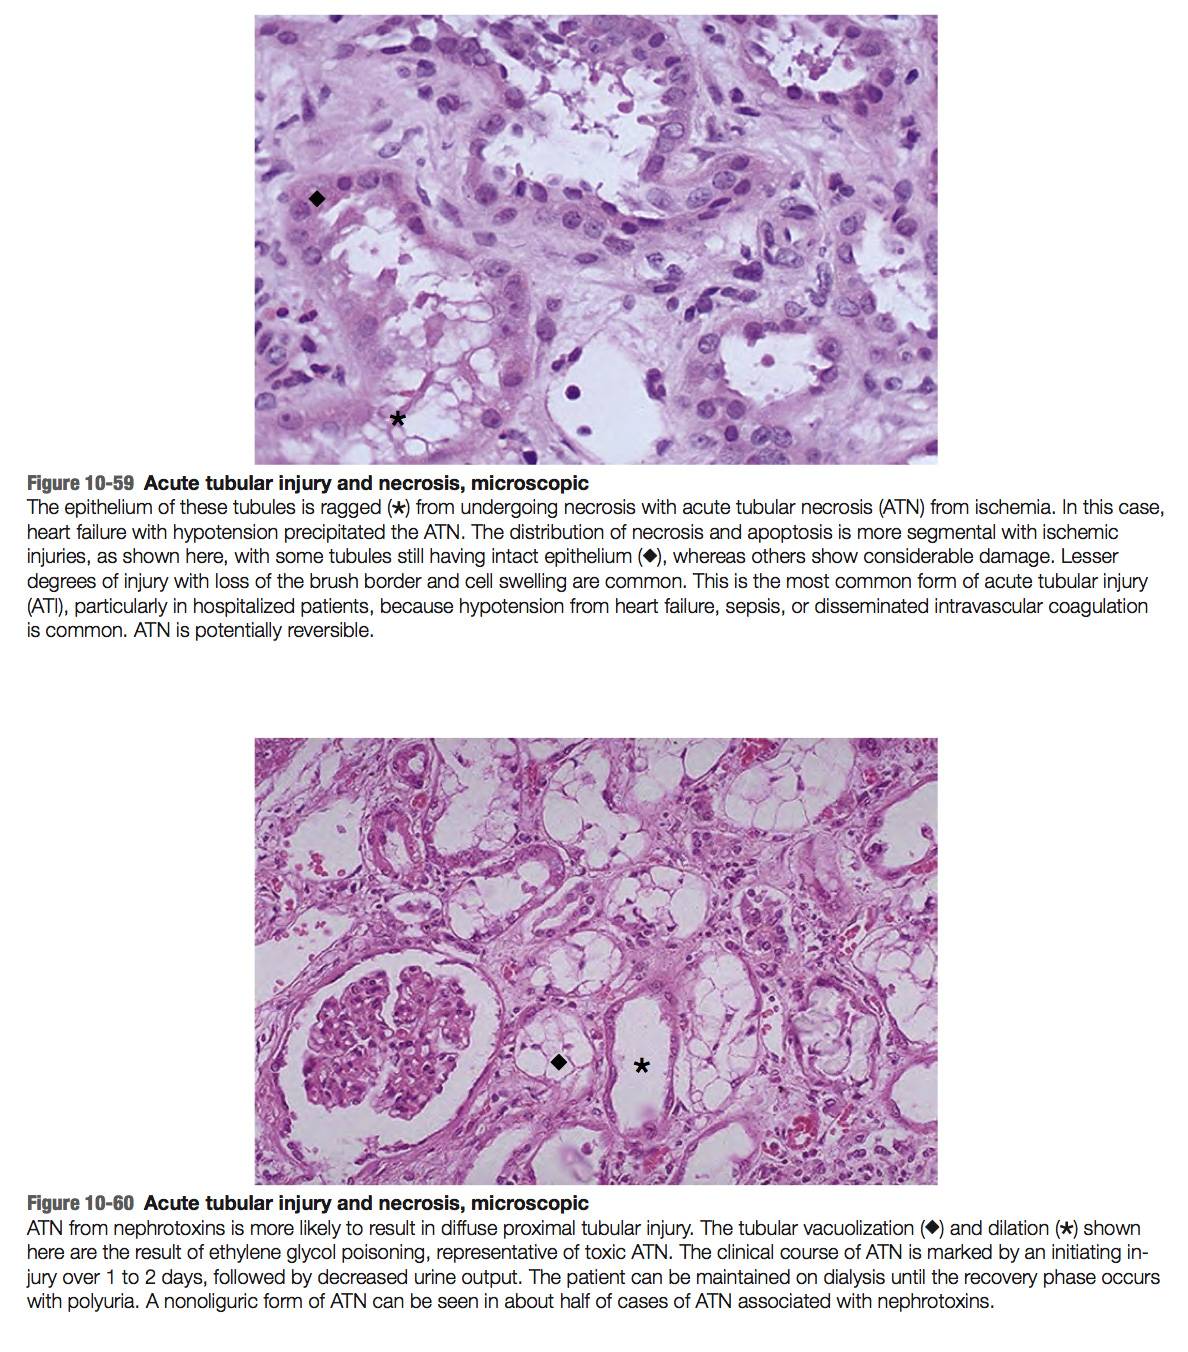 Figure 10-59 Acute tubular injury and necrosis, microscopic
The epithelium of these tubules is ragged (*) from undergoing necrosis with acute tubular necrosis (ATN) from ischemia. In this case,
heart failure with hypotension precipitated the ATN. The distribution of necrosis and apoptosis is more segmental with ischemic
injuries, as shown here, with some tubules still having intact epithelium (◆), whereas others show considerable damage. Lesser
degrees of injury with loss of the brush border and cell swelling are common. This is the most common form of acute tubular injury
(ATI), particularly in hospitalized patients, because hypotension from heart failure, sepsis, or disseminated intravascular coagulation
is common. ATN is potentially reversible.
Figure 10-60 Acute tubular injury and necrosis, microscopic
ATN from nephrotoxins is more likely to result in diffuse proximal tubular injury. The tubular vacuolization (◆) and dilation (*) shown
here are the result of ethylene glycol poisoning, representative of toxic ATN. The clinical course of ATN is marked by an initiating in-
jury over 1 to 2 days, followed by decreased urine output. The patient can be maintained on dialysis until the recovery phase occurs
with polyuria. A nonoliguric form of ATN can be seen in about half of cases of ATN associated with nephrotoxins.